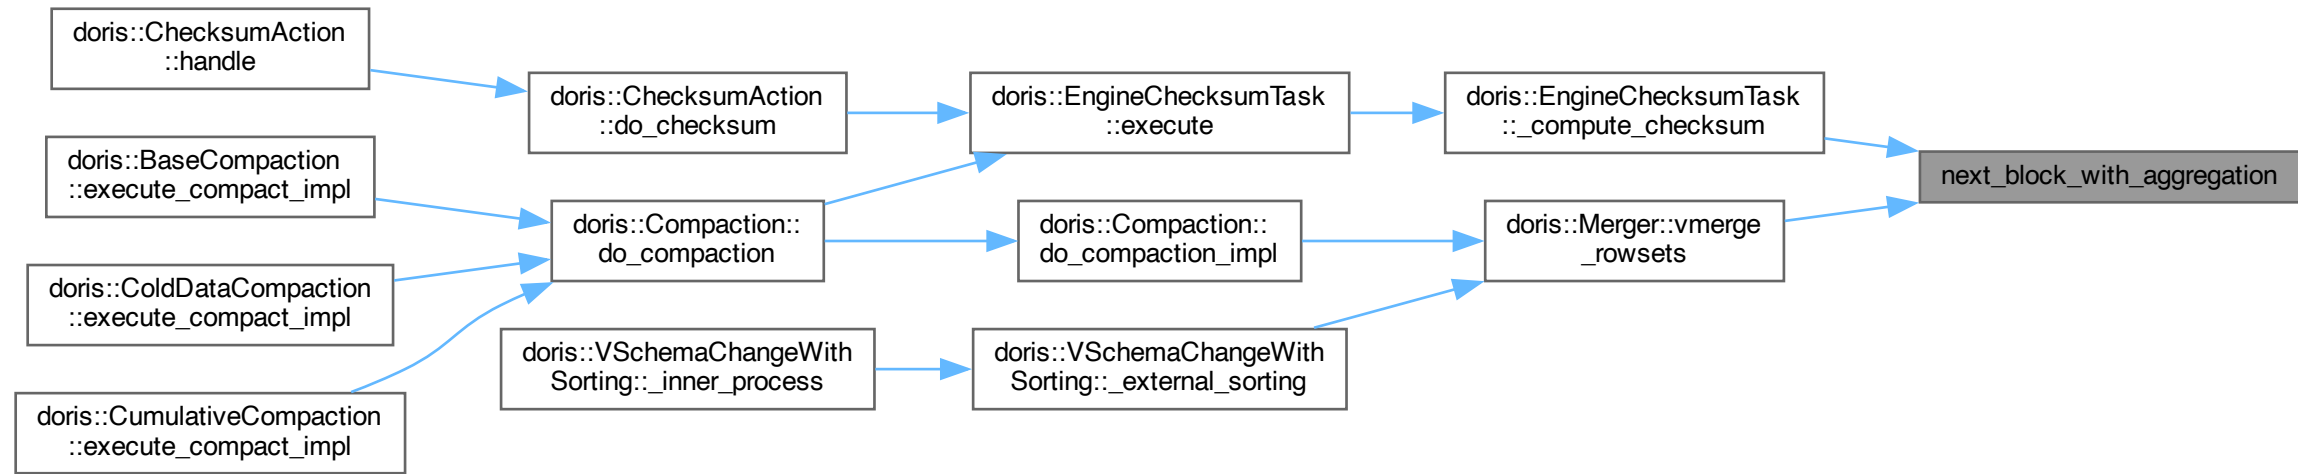 doris::ChecksumAction
::handle
doris::BaseCompaction
::execute_compact_impl
doris::ColdDataCompaction
::execute_compact_impl
doris::CumulativeCompaction
::execute_compact_impl
doris::ChecksumAction
::do_checksum
doris::Compaction::
do_compaction
doris::VSchemaChangeWith
Sorting::_inner_process
doris::EngineChecksumTask
::execute
doris::Compaction::
do_compaction_impl
doris::VSchemaChangeWith
Sorting::_external_sorting
doris::EngineChecksumTask
::_compute_checksum
doris::Merger::vmerge
_rowsets
next_block_with_aggregation